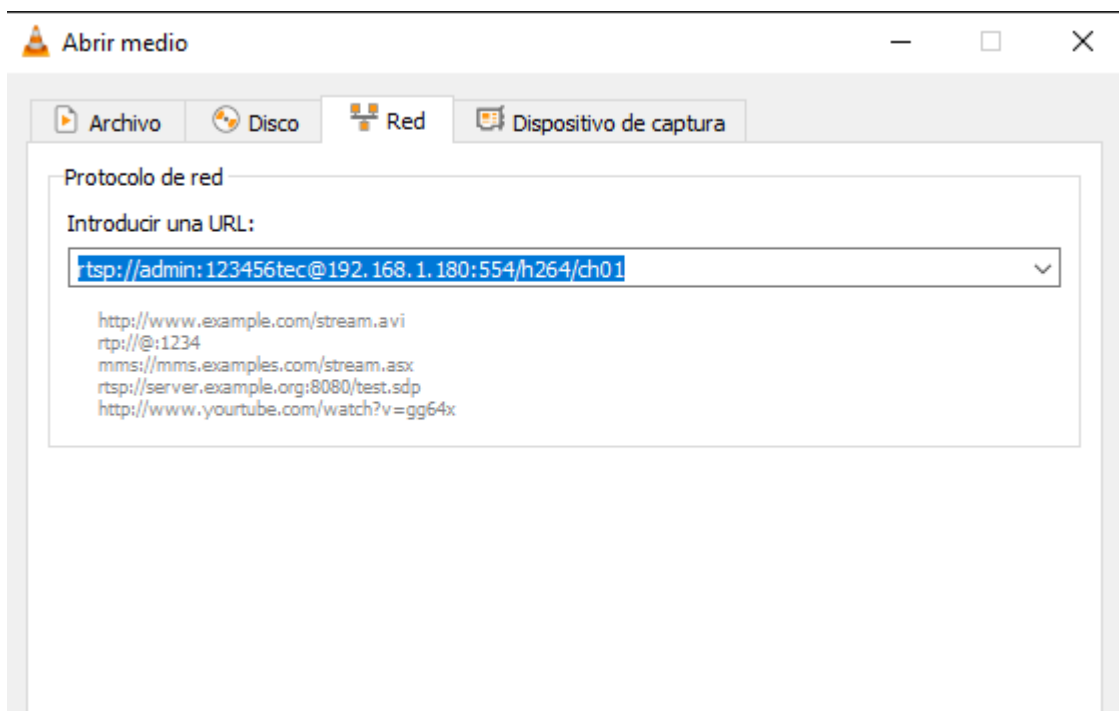 Abrir medio
Archivo Disco Red Dispositivo de captura
Protocolo de red
Introducir una URL:
rtsp://admin:123456tec@192.168.1.180:554/h264/ch01
http://www.example.com/stream.avi
rtp://@:1234
mms://mms.examples.com/stream.asx
rtsp://server.example.org:8080/test.sdp
http://www.yourtube.com/watch?v=gg64x